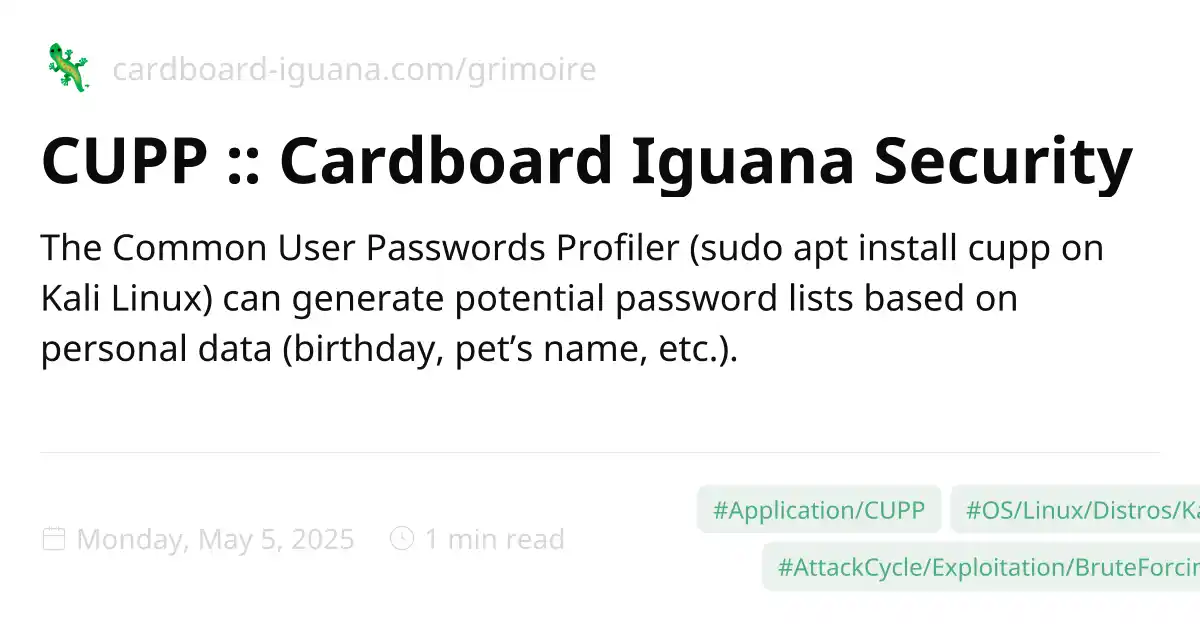 cardboard-iguana.com/grimoire
CUPP :: Cardboard Iguana Security
The Common User Passwords Profiler (sudo apt install cupp on
Kali Linux) can generate potential password lists based on
personal data (birthday, pet’s name, etc.).
#Application/CUPP #OS/Linux/Distros/Ka
Monday, May 5, 2025 1 min read
#AttackCycle/Exploitation/BruteForcin